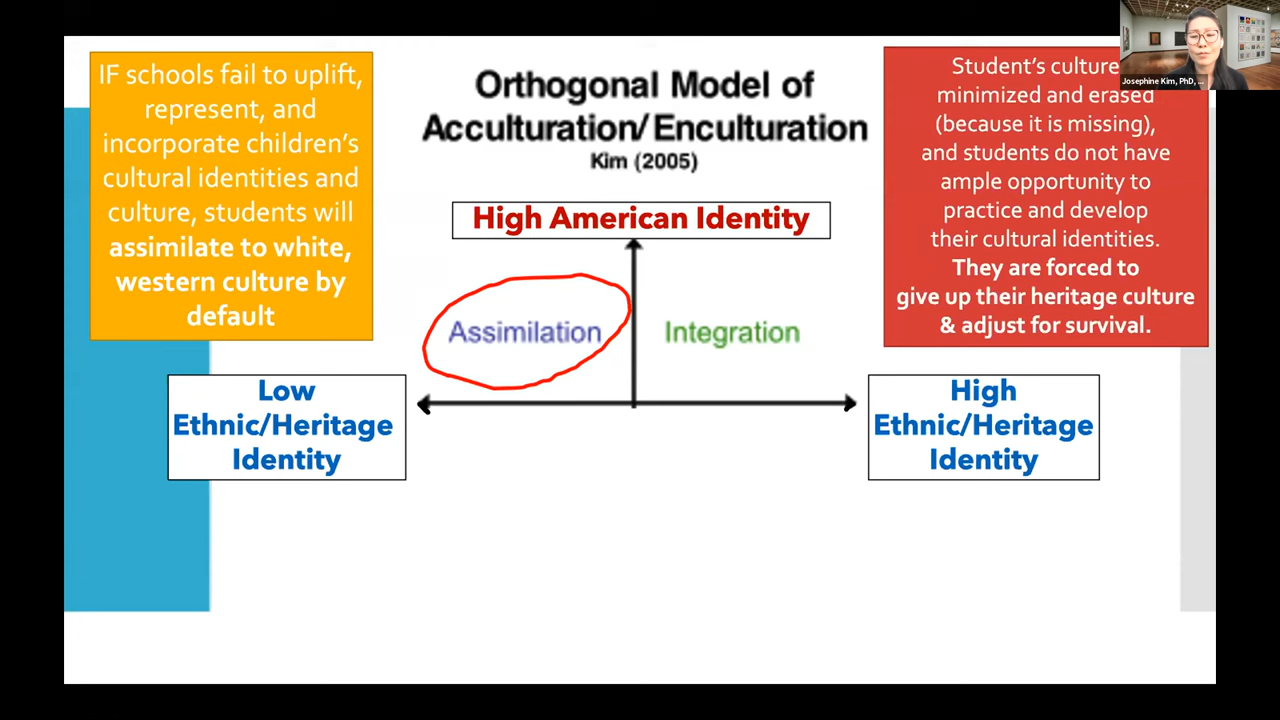 IF schools fail to uplift,
represent, and
incorporate children's
cultural identities and
culture, students will
assimilate to white,
western culture by
default
Orthogonal Model of
Acculturation/Enculturation
Kim (2005)
High American Identity
Assimilation
Integration
Low
Ethnic/Heritage
Identity
High
Ethnic/Heritage
Identity
Student's culture
minimized and erased
(because it is missing),
and students do not have
ample opportunity to
practice and develop
their cultural identities.
They are forced to
give up their heritage culture
& adjust for survival.
Josephine Kim, PhD, ...